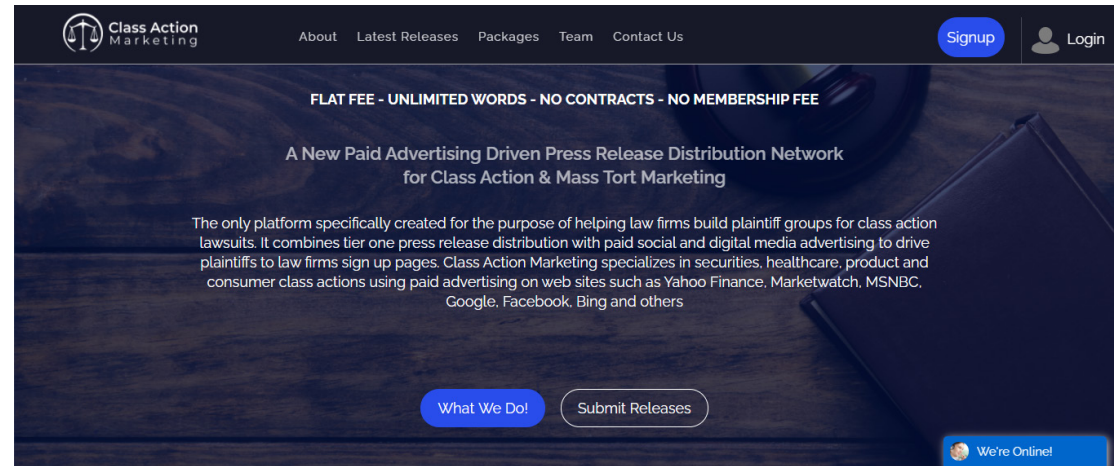 Class Action
Marketing
About Latest Releases Packages Team Contact Us
Signup
Login
FLAT FEE - UNLIMITED WORDS - NO CONTRACTS - NO MEMBERSHIP FEE
A New Paid Advertising Driven Press Release Distribution Network
for Class Action & Mass Tort Marketing
The only platform specifically created for the purpose of helping law firms build plaintiff groups for class action
lawsuits. It combines tier one press release distribution with paid social and digital media advertising to drive
plaintiffs to law firms sign up pages. Class Action Marketing specializes in securities, healthcare, product and
consumer class actions using paid advertising on web sites such as Yahoo Finance, Marketwatch, MSNBC,
Google, Facebook, Bing and others
What We Do!
Submit Releases
We're Online!